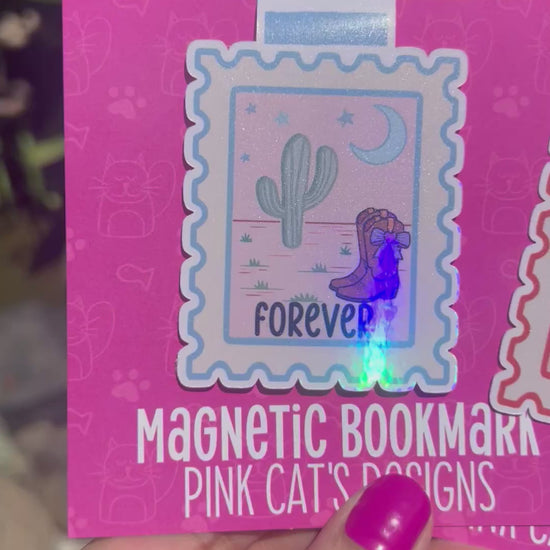 FOREVER
MAGNETIC BOOKMARK
PINK CAT'S DESIGNS